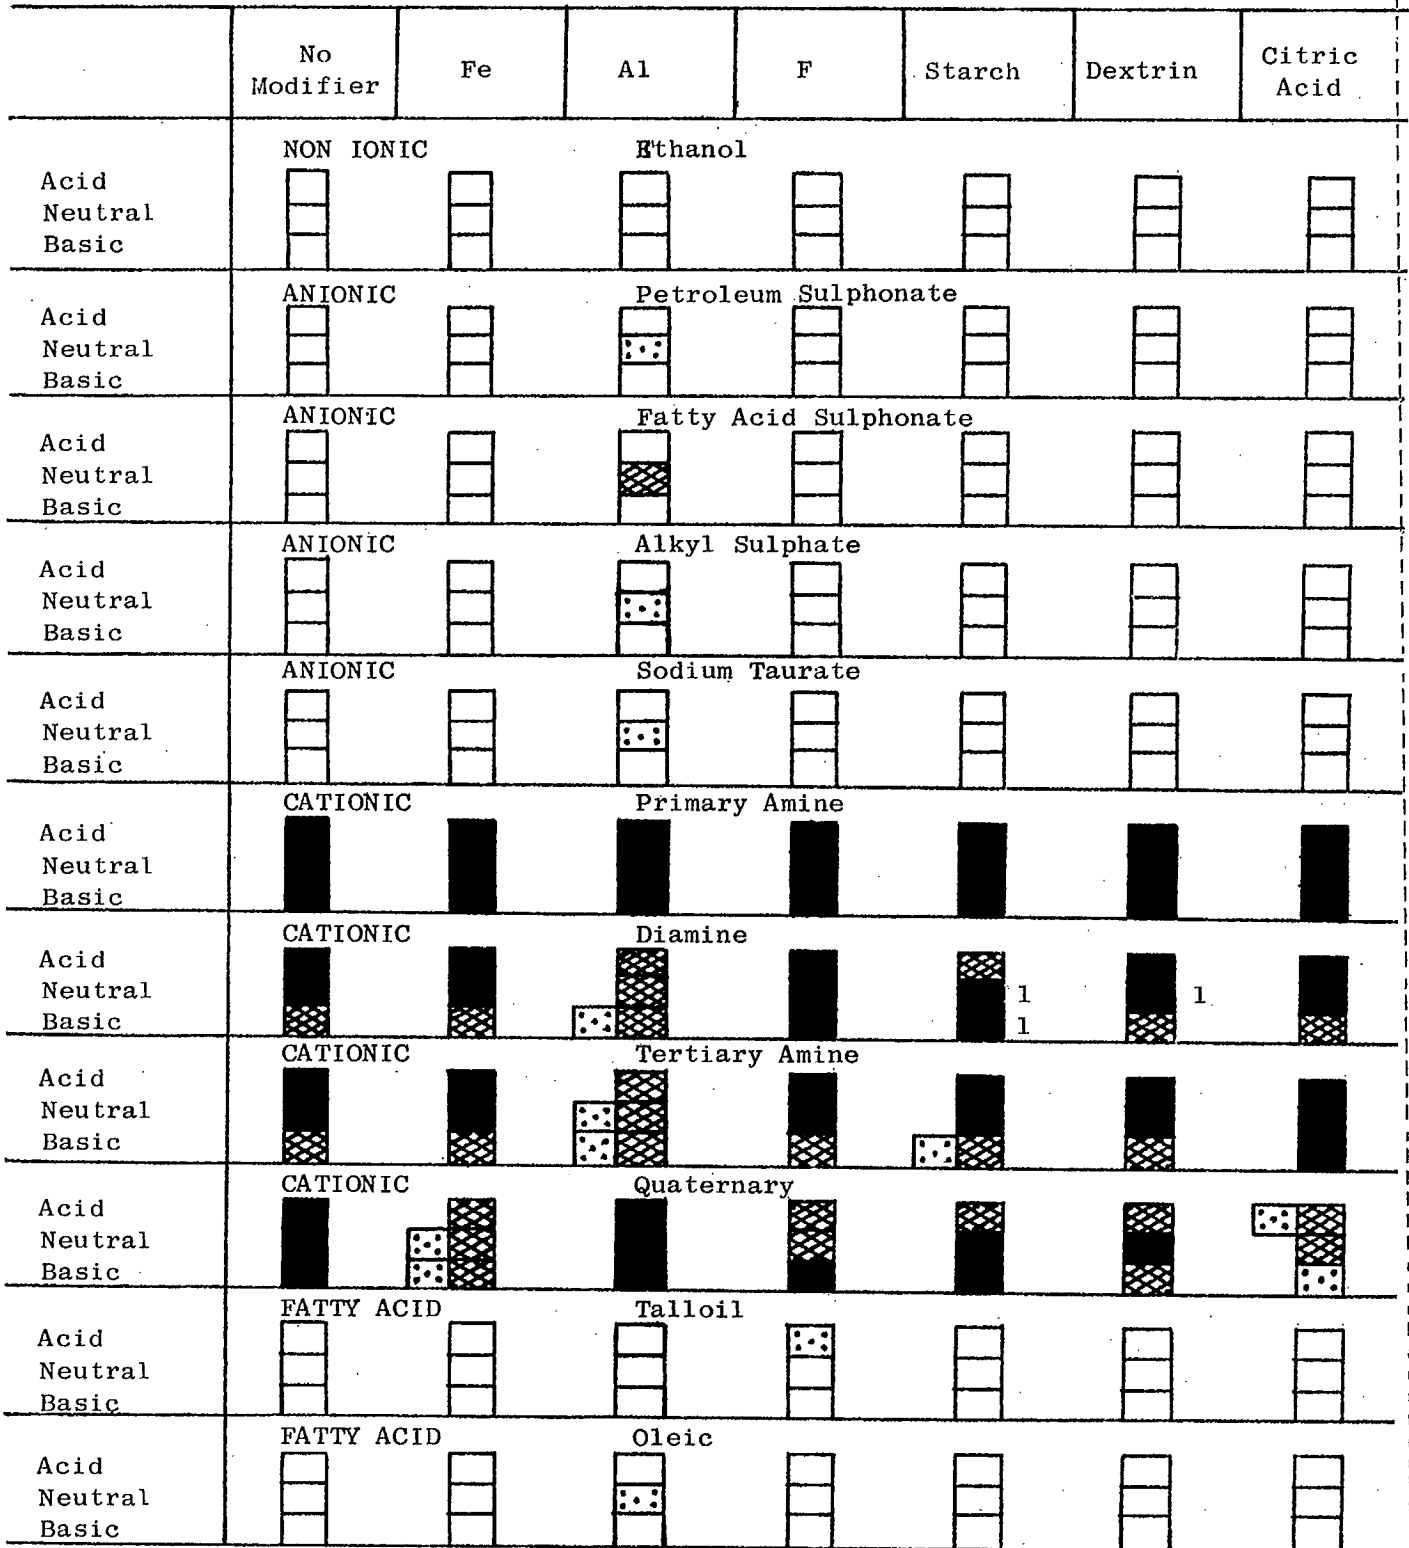 No Modifier Fe Al F Starch Dextrin Citric Acid
NON IONIC Ethanol
Acid
Neutral
Basic
ANIONIC Petroleum Sulphonate
Acid
Neutral
Basic
ANIONIC Fatty Acid Sulphonate
Acid
Neutral
Basic
ANIONIC Alkyl Sulphate
Acid
Neutral
Basic
ANIONIC Sodium Taurate
Acid
Neutral
Basic
CATIONIC Primary Amine
Acid
Neutral
Basic
CATIONIC Diamine
Acid
Neutral 1 1
Basic 1
CATIONIC Tertiary Amine
Acid
Neutral
Basic
CATIONIC Quaternary
Acid
Neutral
Basic
FATTY ACID Talloil
Acid
Neutral
Basic
FATTY ACID Oleic
Acid
Neutral
Basic